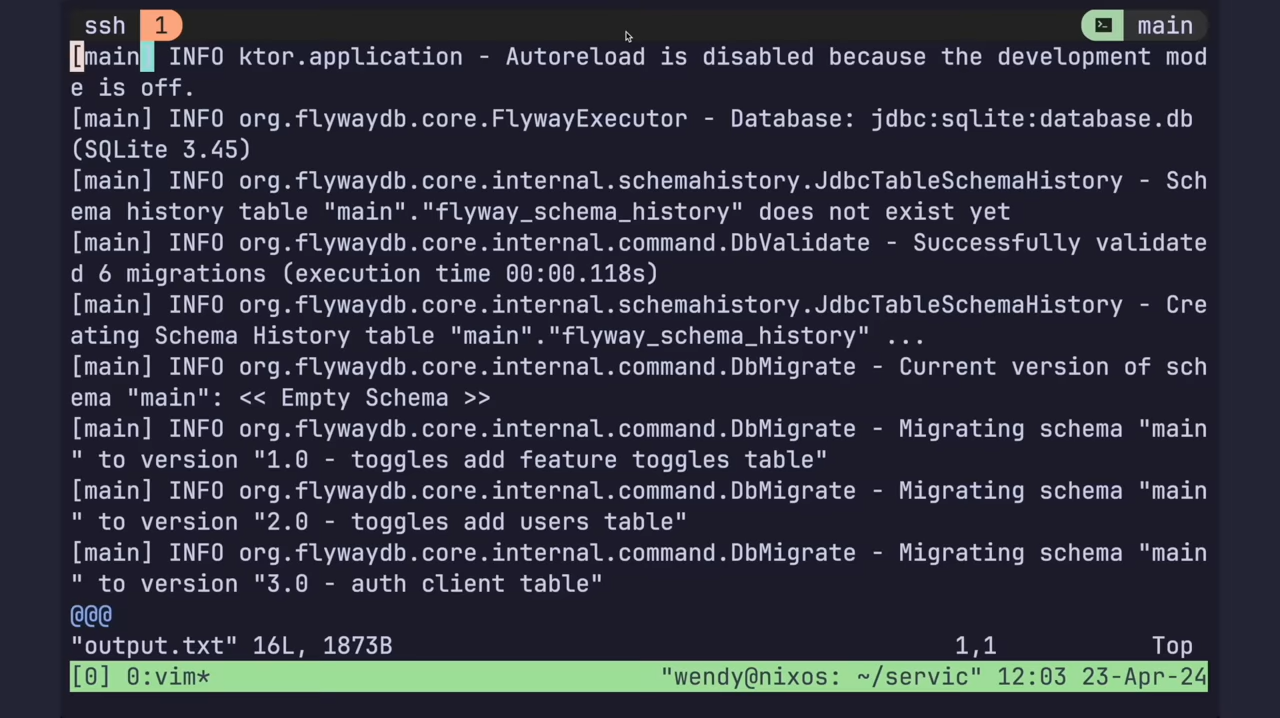 ssh 1 main
[main] INFO ktor.application - Autoreload is disabled because the development mod
e is off.
[main] INFO org.flywaydb.core.FlywayExecutor - Database: jdbc:sqlite:database.db
(SQLite 3.45)
[main] INFO org.flywaydb.core.internal.schemahistory.JdbcTableSchemaHistory - Sch
ema history table "main"."flyway_schema_history" does not exist yet
[main] INFO org.flywaydb.core.internal.command.DbValidate - Successfully validate
d 6 migrations (execution time 00:00.118s)
[main] INFO org.flywaydb.core.internal.schemahistory.JdbcTableSchemaHistory - Cre
ating Schema History table "main"."flyway_schema_history" ...
[main] INFO org.flywaydb.core.internal.command.DbMigrate - Current version of sch
ema "main": << Empty Schema >>
[main] INFO org.flywaydb.core.internal.command.DbMigrate - Migrating schema "main
" to version "1.0 - toggles add feature toggles table"
[main] INFO org.flywaydb.core.internal.command.DbMigrate - Migrating schema "main
" to version "2.0 - toggles add users table"
[main] INFO org.flywaydb.core.internal.command.DbMigrate - Migrating schema "main
" to version "3.0 - auth client table"
@@@
"output.txt" 16L, 1873B 1,1 Top
[0] 0:vim* "wendy@nixos: ~/servic" 12:03 23-Apr-24